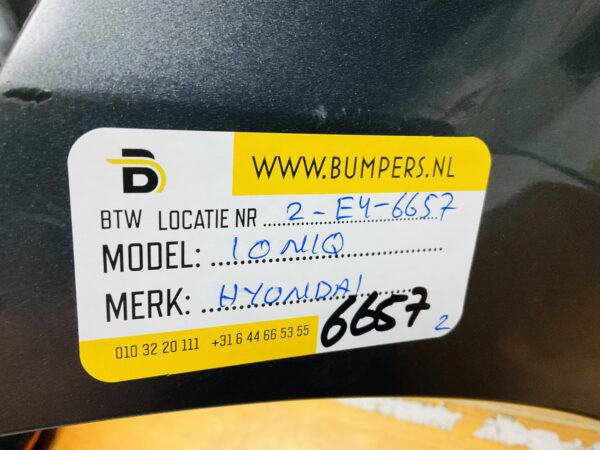 WWW.BUMPERS.NL
BTW LOCATIE NR 2-E4-6657
MODEL: IONIQ
MERK: HYONDAI
6657 2
010 32 20 111 +31 6 44 66 53 55